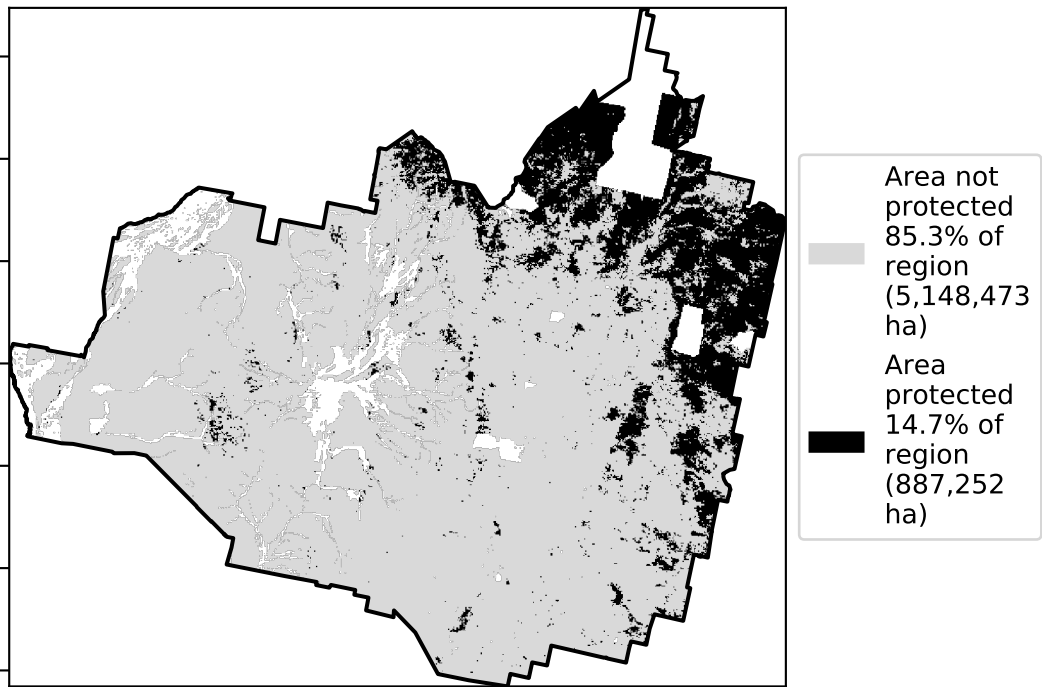 Area not
protected
85.3% of
region
(5,148,473
ha)
Area
protected
14.7% of
region
(887,252
ha)